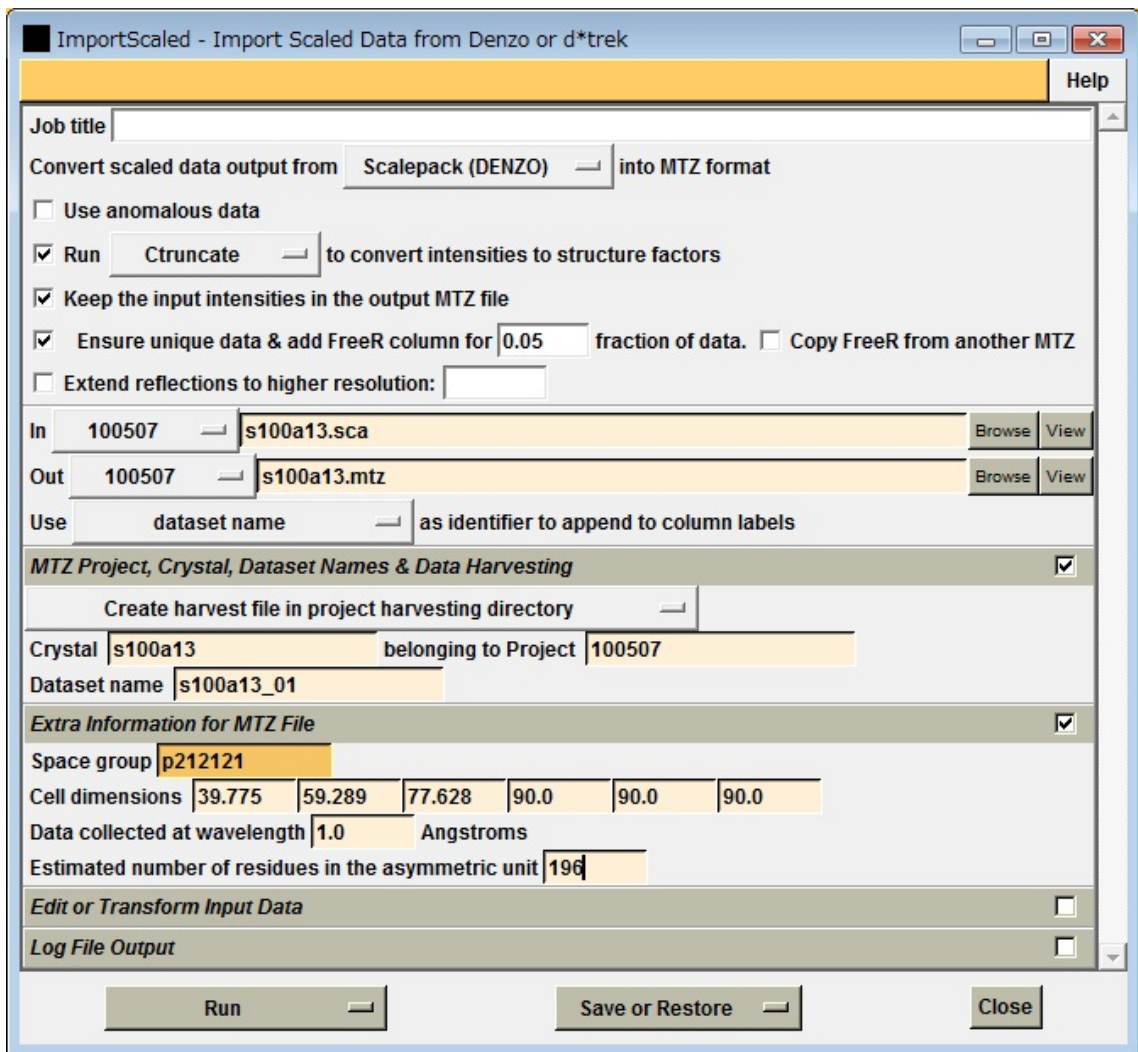 ImportScaled - Import Scaled Data from Denzo or d*trek
Help
Job title
Convert scaled data output from Scalepack (DENZO) into MTZ format
Use anomalous data
Run Ctruncate to convert intensities to structure factors
Keep the input intensities in the output MTZ file
Ensure unique data & add FreeR column for 0.05 fraction of data. Copy FreeR from another MTZ
Extend reflections to higher resolution:
In 100507 s100a13.sca Browse View
Out 100507 s100a13.mtz Browse View
Use dataset name as identifier to append to column labels
MTZ Project, Crystal, Dataset Names & Data Harvesting
Create harvest file in project harvesting directory
Crystal s100a13 belonging to Project 100507
Dataset name s100a13_01
Extra Information for MTZ File
Space group p212121
Cell dimensions 39.775 59.289 77.628 90.0 90.0 90.0
Data collected at wavelength 1.0 Angstroms
Estimated number of residues in the asymmetric unit 196
Edit or Transform Input Data
Log File Output
Run Save or Restore Close